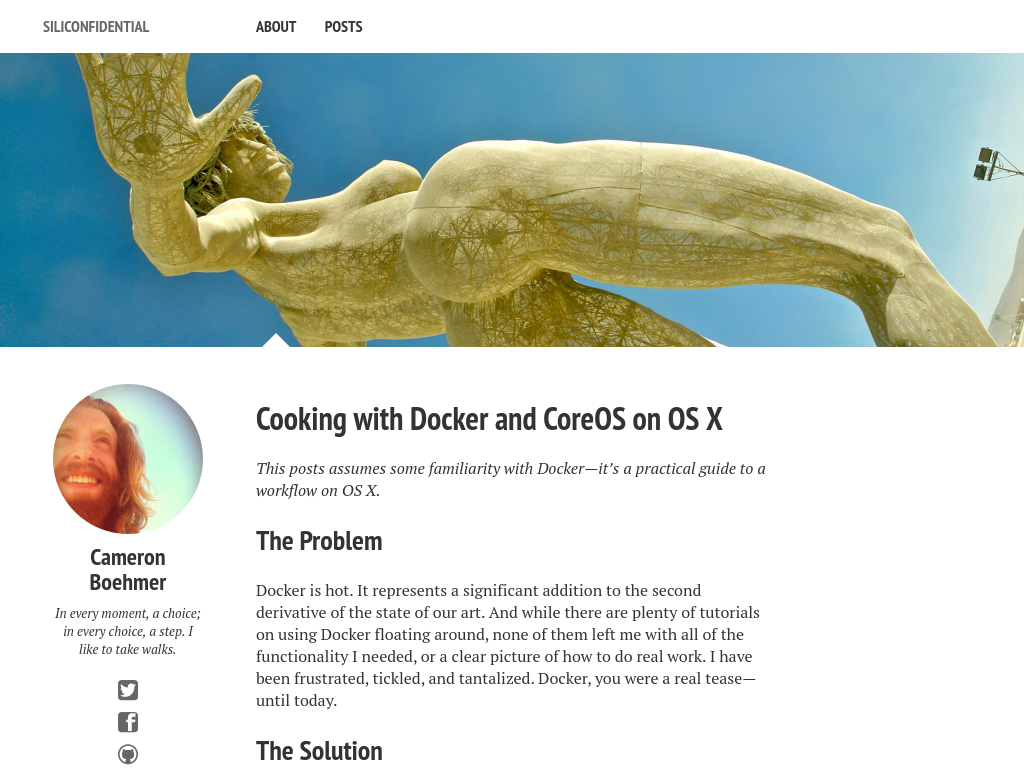 SILICONFIDENTIAL
ABOUT POSTS
Cameron
Boehmer
In every moment, a choice;
in every choice, a step. I
like to take walks.
Cooking with Docker and CoreOS on OS X
This posts assumes some familiarity with Docker—it’s a practical guide to a
workflow on OS X.
The Problem
Docker is hot. It represents a significant addition to the second
derivative of the state of our art. And while there are plenty of tutorials
on using Docker floating around, none of them left me with all of the
functionality I needed, or a clear picture of how to do real work. I have
been frustrated, tickled, and tantalized. Docker, you were a real tease—
until today.
The Solution